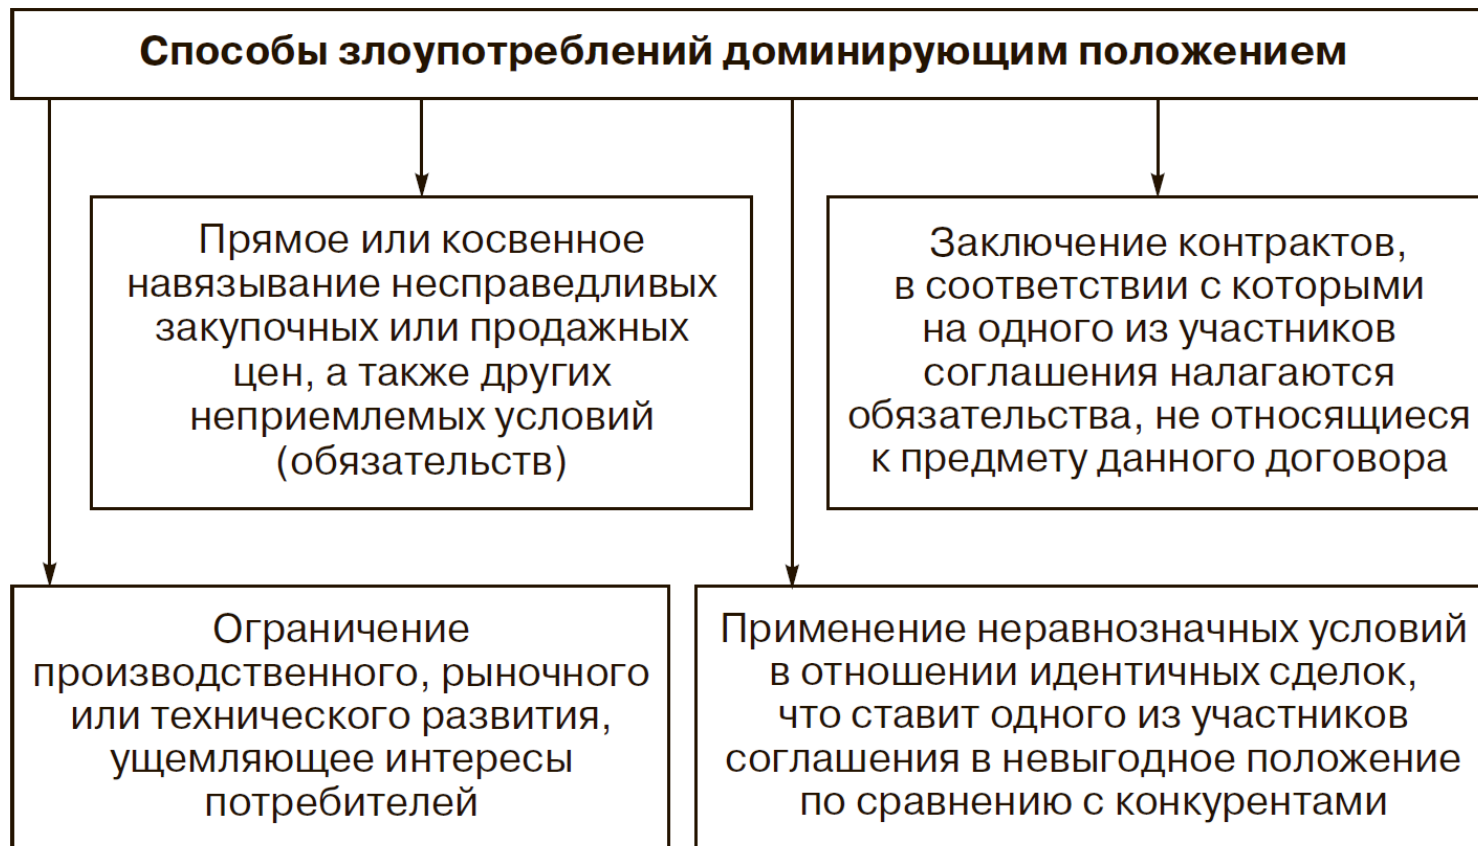 Способы злоупотреблений доминирующим положением
Прямое или косвенное
навязывание несправедливых
закупочных или продажных
цен, а также других
неприемлемых условий
(обязательств)
Заключение контрактов,
в соответствии с которыми
на одного из участников
соглашения налагаются
обязательства, не относящиеся
к предмету данного договора
Ограничение
производственного, рыночного
или технического развития,
ущемляющее интересы
потребителей
Применение неравнозначных условий
в отношении идентичных сделок,
что ставит одного из участников
соглашения в невыгодное положение
по сравнению с конкурентами